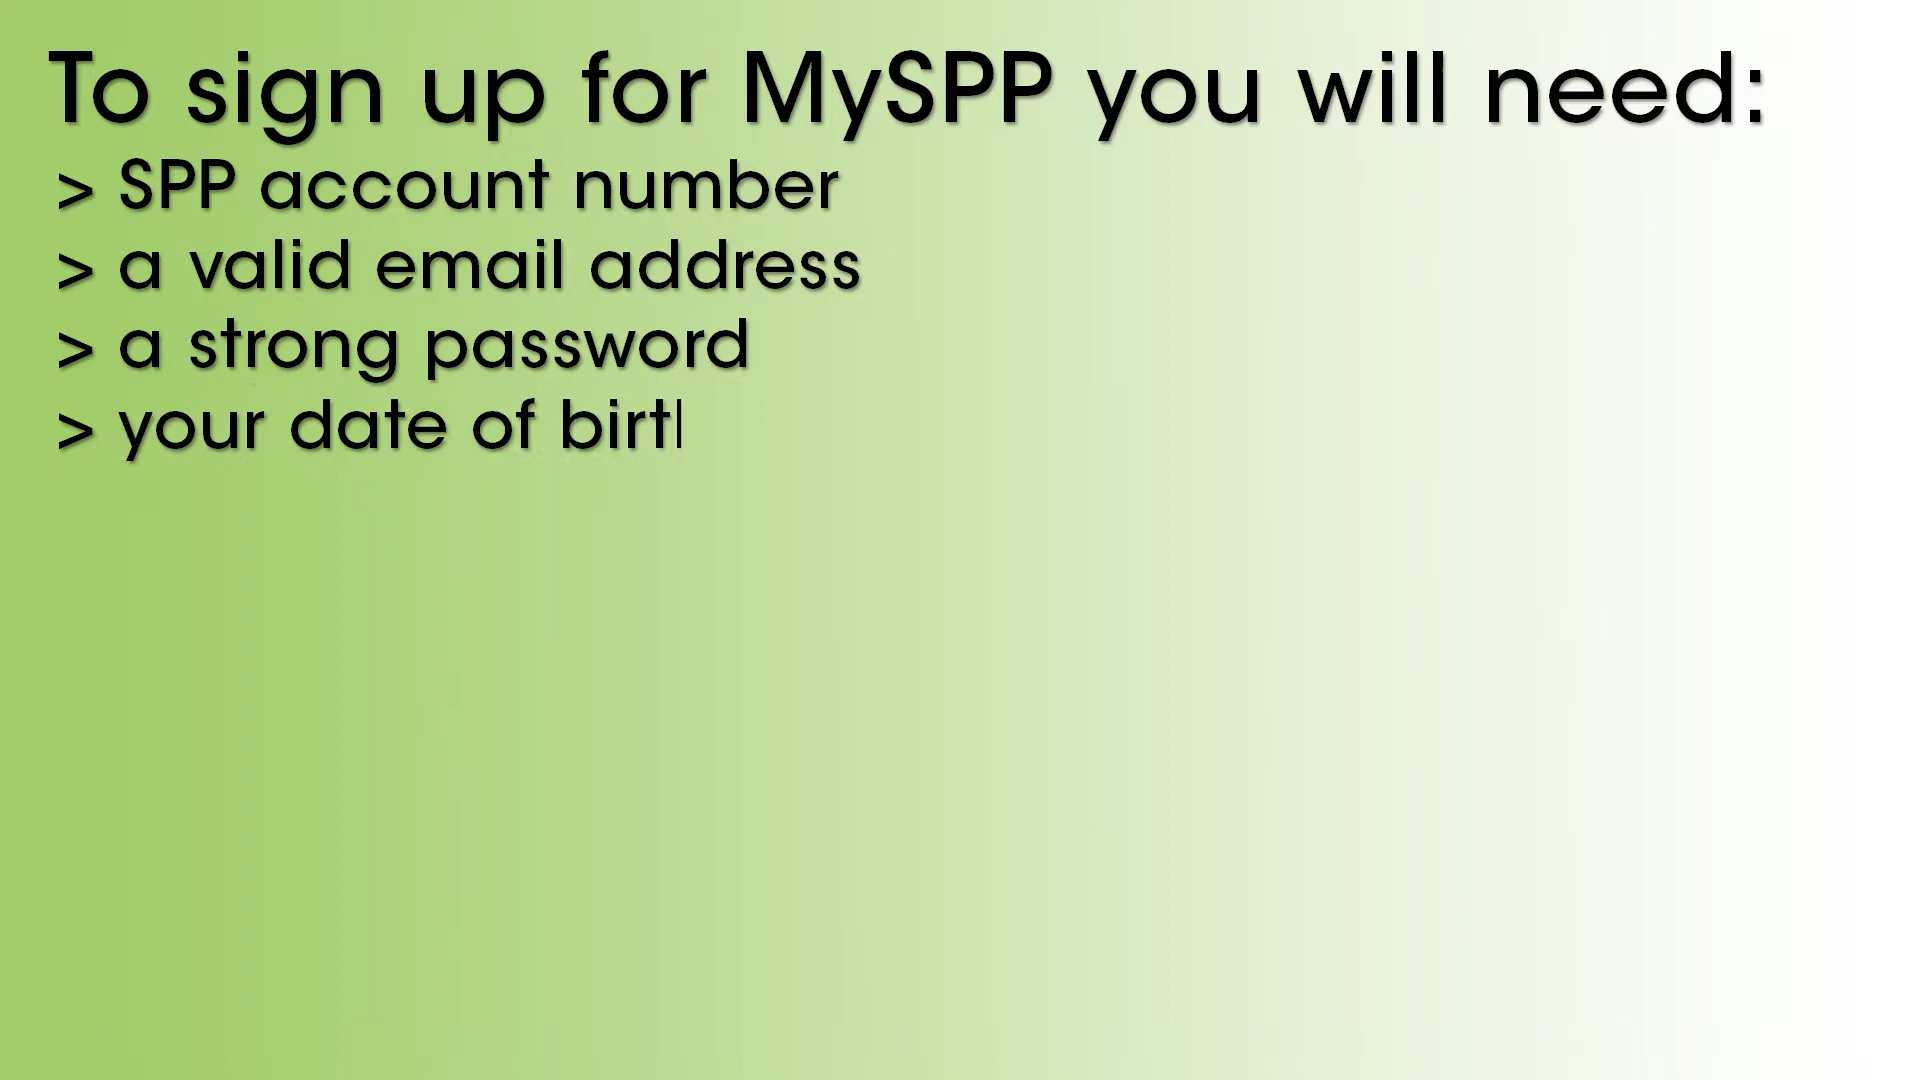 To sign up for MySPP you will need:
> SPP account number
> a valid email address
> a strong password
> your date of birt